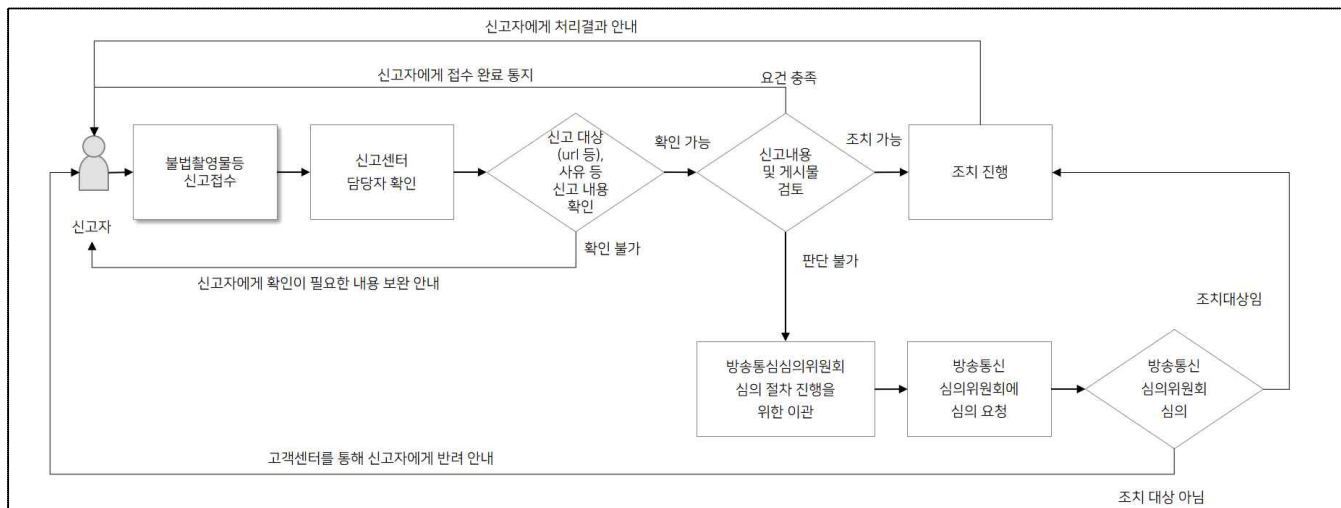 신고자에게 처리결과 안내
신고자에게 접수 완료 통지
요건 충족
불법촬영물등
신고접수
신고센터
담당자 확인
신고 대상
(url 등),
사유 등
신고 내용
확인
확인 가능
신고내용
및 게시물
검토
조치 가능
조치 진행
신고자
확인 불가
판단 불가
신고자에게 확인이 필요한 내용 보완 안내
조치대상임
방송통심심의위원회
심의 절차 진행을
위한 이관
방송통신
심의위원회에
심의 요청
방송통신
심의위원회
심의
고객센터를 통해 신고자에게 반려 안내
조치 대상 아님